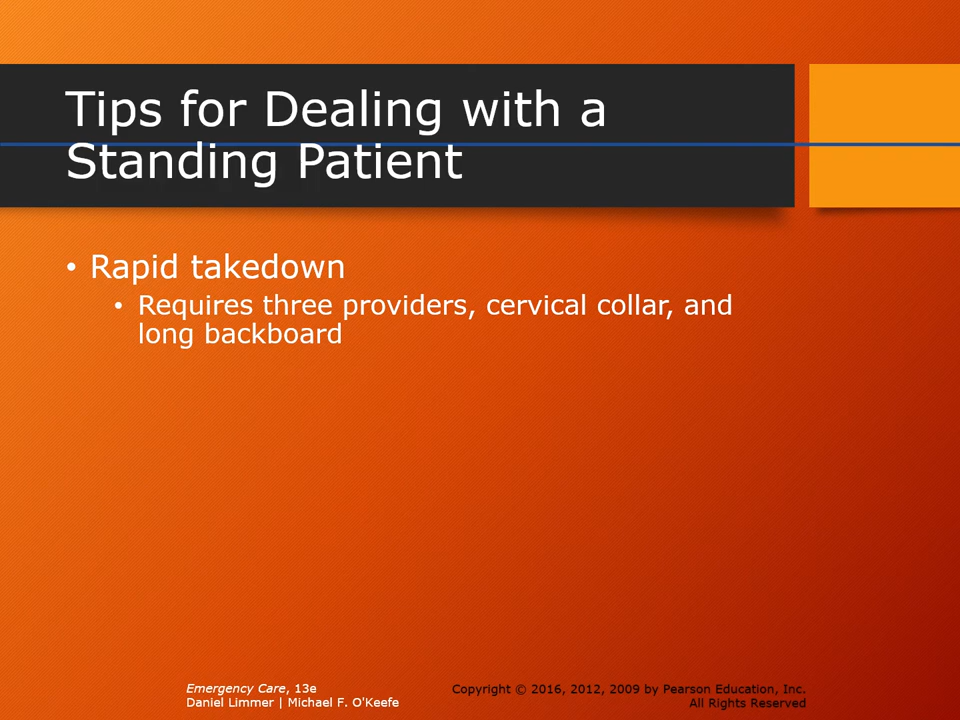 Tips for Dealing with a
Standing Patient
• Rapid takedown
• Requires three providers, cervical collar, and
long backboard
Emergency Care, 13e
Daniel Limmer | Michael F. O'Keefe
Copyright © 2016, 2012, 2009 by Pearson Education, Inc.
All Rights Reserved